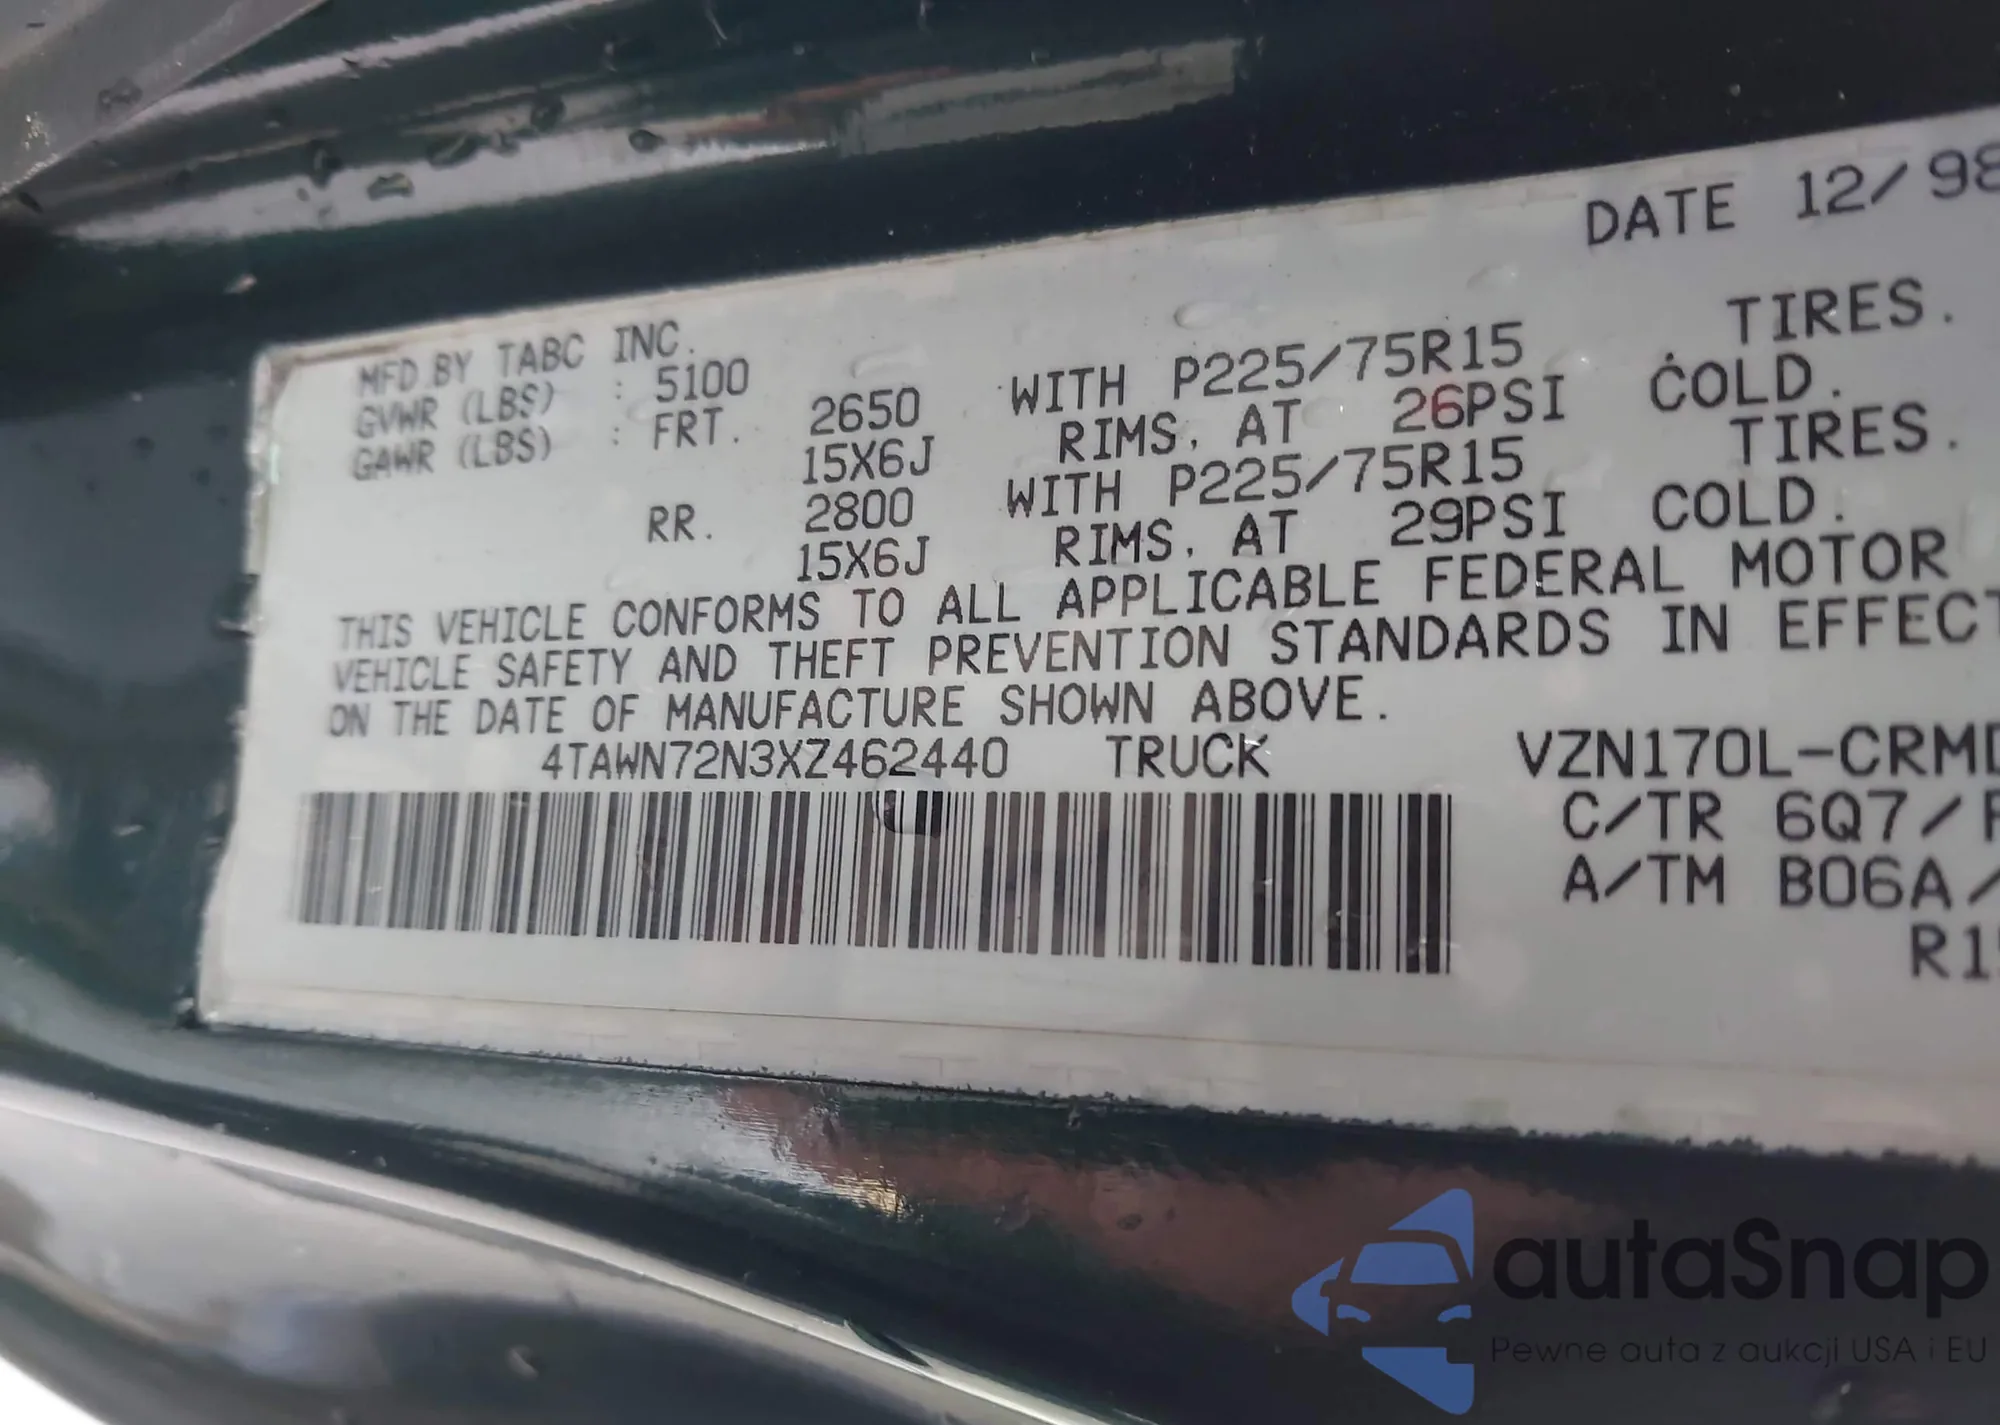 DATE 12/98
MFD.BY TABC INC.
GVWR (LBS) : 5100
GAWR (LBS) : FRT. 2650 WITH P225/75R15 TIRES.
15X6J RIMS, AT 26PSI COLD.
RR. 2800 WITH P225/75R15 TIRES.
15X6J RIMS, AT 29PSI COLD.
THIS VEHICLE CONFORMS TO ALL APPLICABLE FEDERAL MOTOR
VEHICLE SAFETY AND THEFT PREVENTION STANDARDS IN EFFECT
ON THE DATE OF MANUFACTURE SHOWN ABOVE.
4TAWN72N3XZ462440 TRUCK VZN170L-CRMD
C/TR 6Q7/F
A/TM B06A/
R1
autaSnap
Pewne auta z aukcji USA i EU